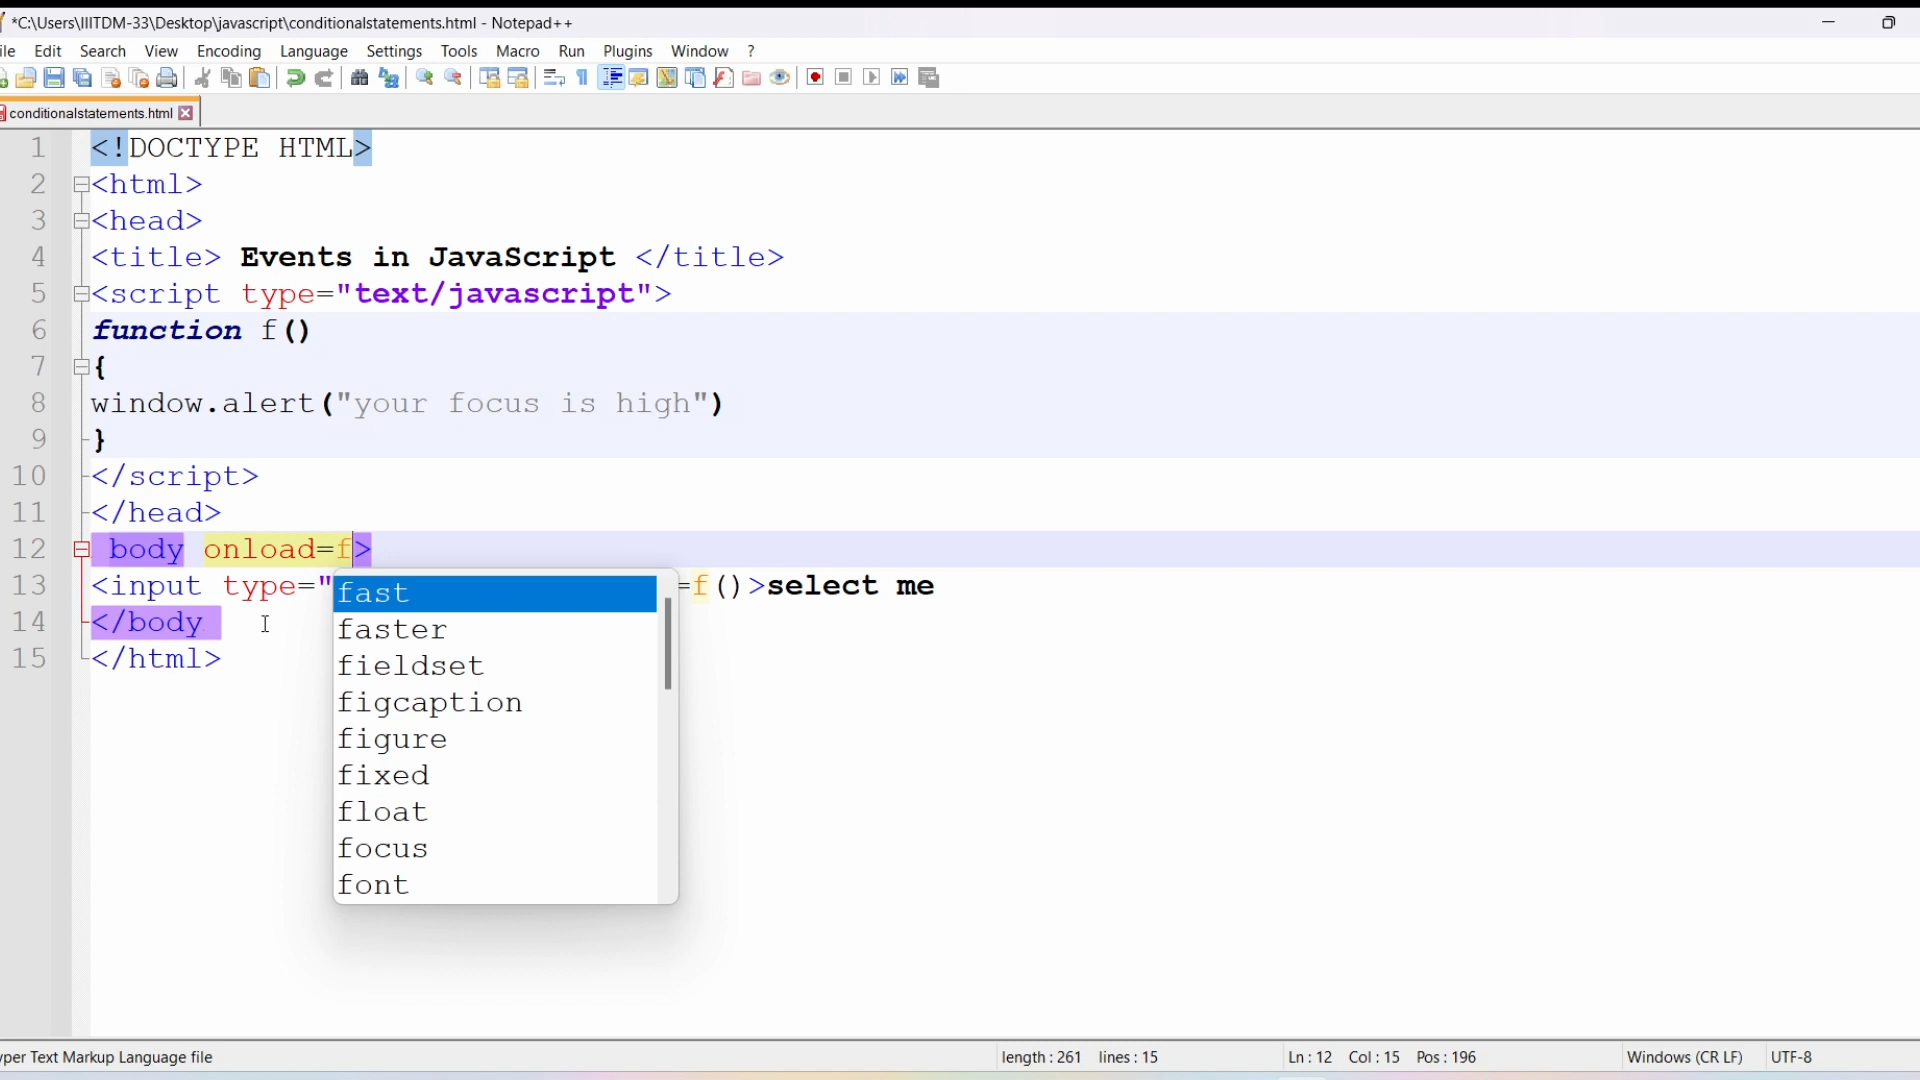 *C:\Users\IIITDM-33\Desktop\javascript\conditionalstatements.html - Notepad++
ile Edit Search View Encoding Language Settings Tools Macro Run Plugins Window ?
conditionalstatements.html
1 <!DOCTYPE HTML>
2 <html>
3 <head>
4 <title> Events in JavaScript </title>
5 <script type="text/javascript">
6 function f()
7 {
8 window.alert("your focus is high")
9 }
10 </script>
11 </head>
12 body onload=f>
13 <input type=" =f()>select me
14 </body
15 </html>
fast
faster
fieldset
figcaption
figure
fixed
float
focus
font
yper Text Markup Language file length : 261 lines : 15 Ln : 12 Col : 15 Pos : 196 Windows (CR LF) UTF-8